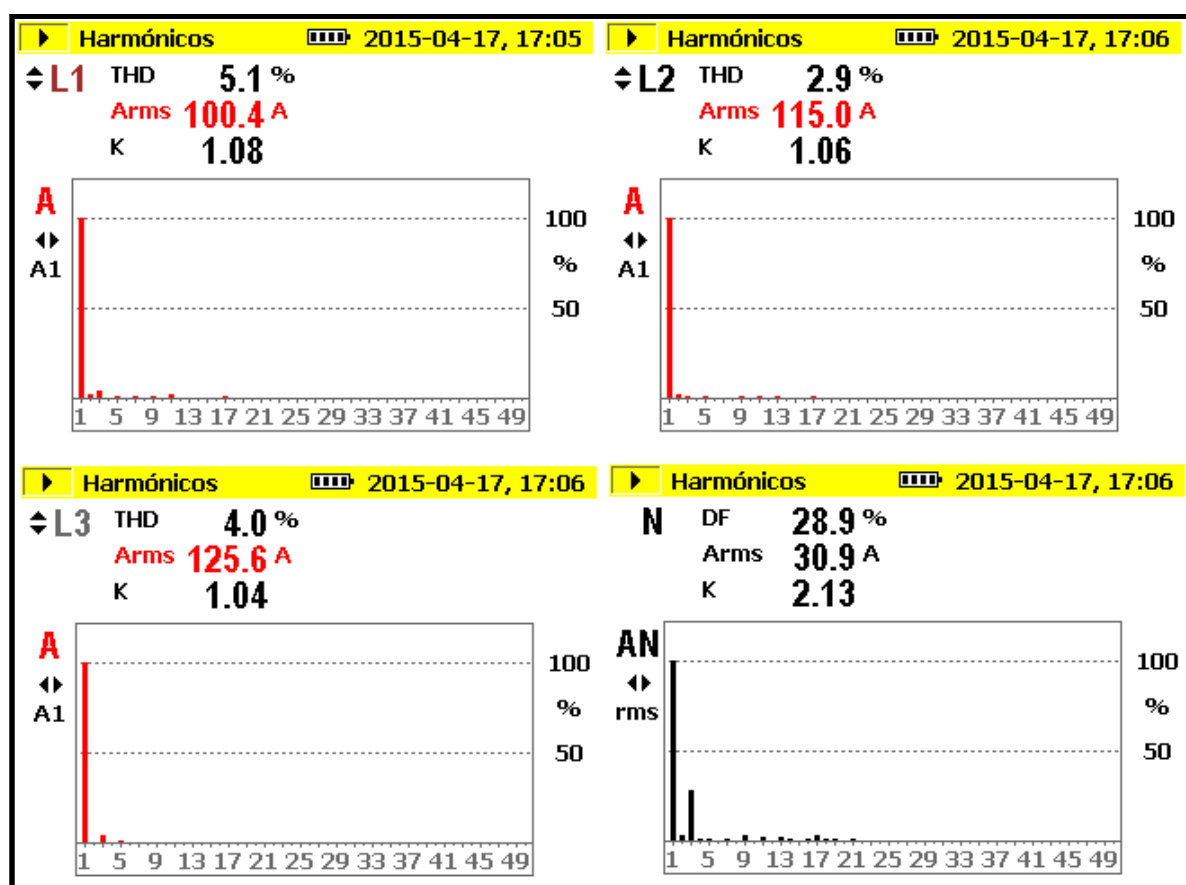 Harmónicos 2015-04-17, 17:05
L1 THD 5.1 %
Arms 100.4 A
K 1.08
A
A1
100
%
50
1 5 9 13 17 21 25 29 33 37 41 45 49
Harmónicos 2015-04-17, 17:06
L2 THD 2.9 %
Arms 115.0 A
K 1.06
A
A1
100
%
50
1 5 9 13 17 21 25 29 33 37 41 45 49
Harmónicos 2015-04-17, 17:06
L3 THD 4.0 %
Arms 125.6 A
K 1.04
A
A1
100
%
50
1 5 9 13 17 21 25 29 33 37 41 45 49
Harmónicos 2015-04-17, 17:06
N DF 28.9 %
Arms 30.9 A
K 2.13
AN
rms
100
%
50
1 5 9 13 17 21 25 29 33 37 41 45 49